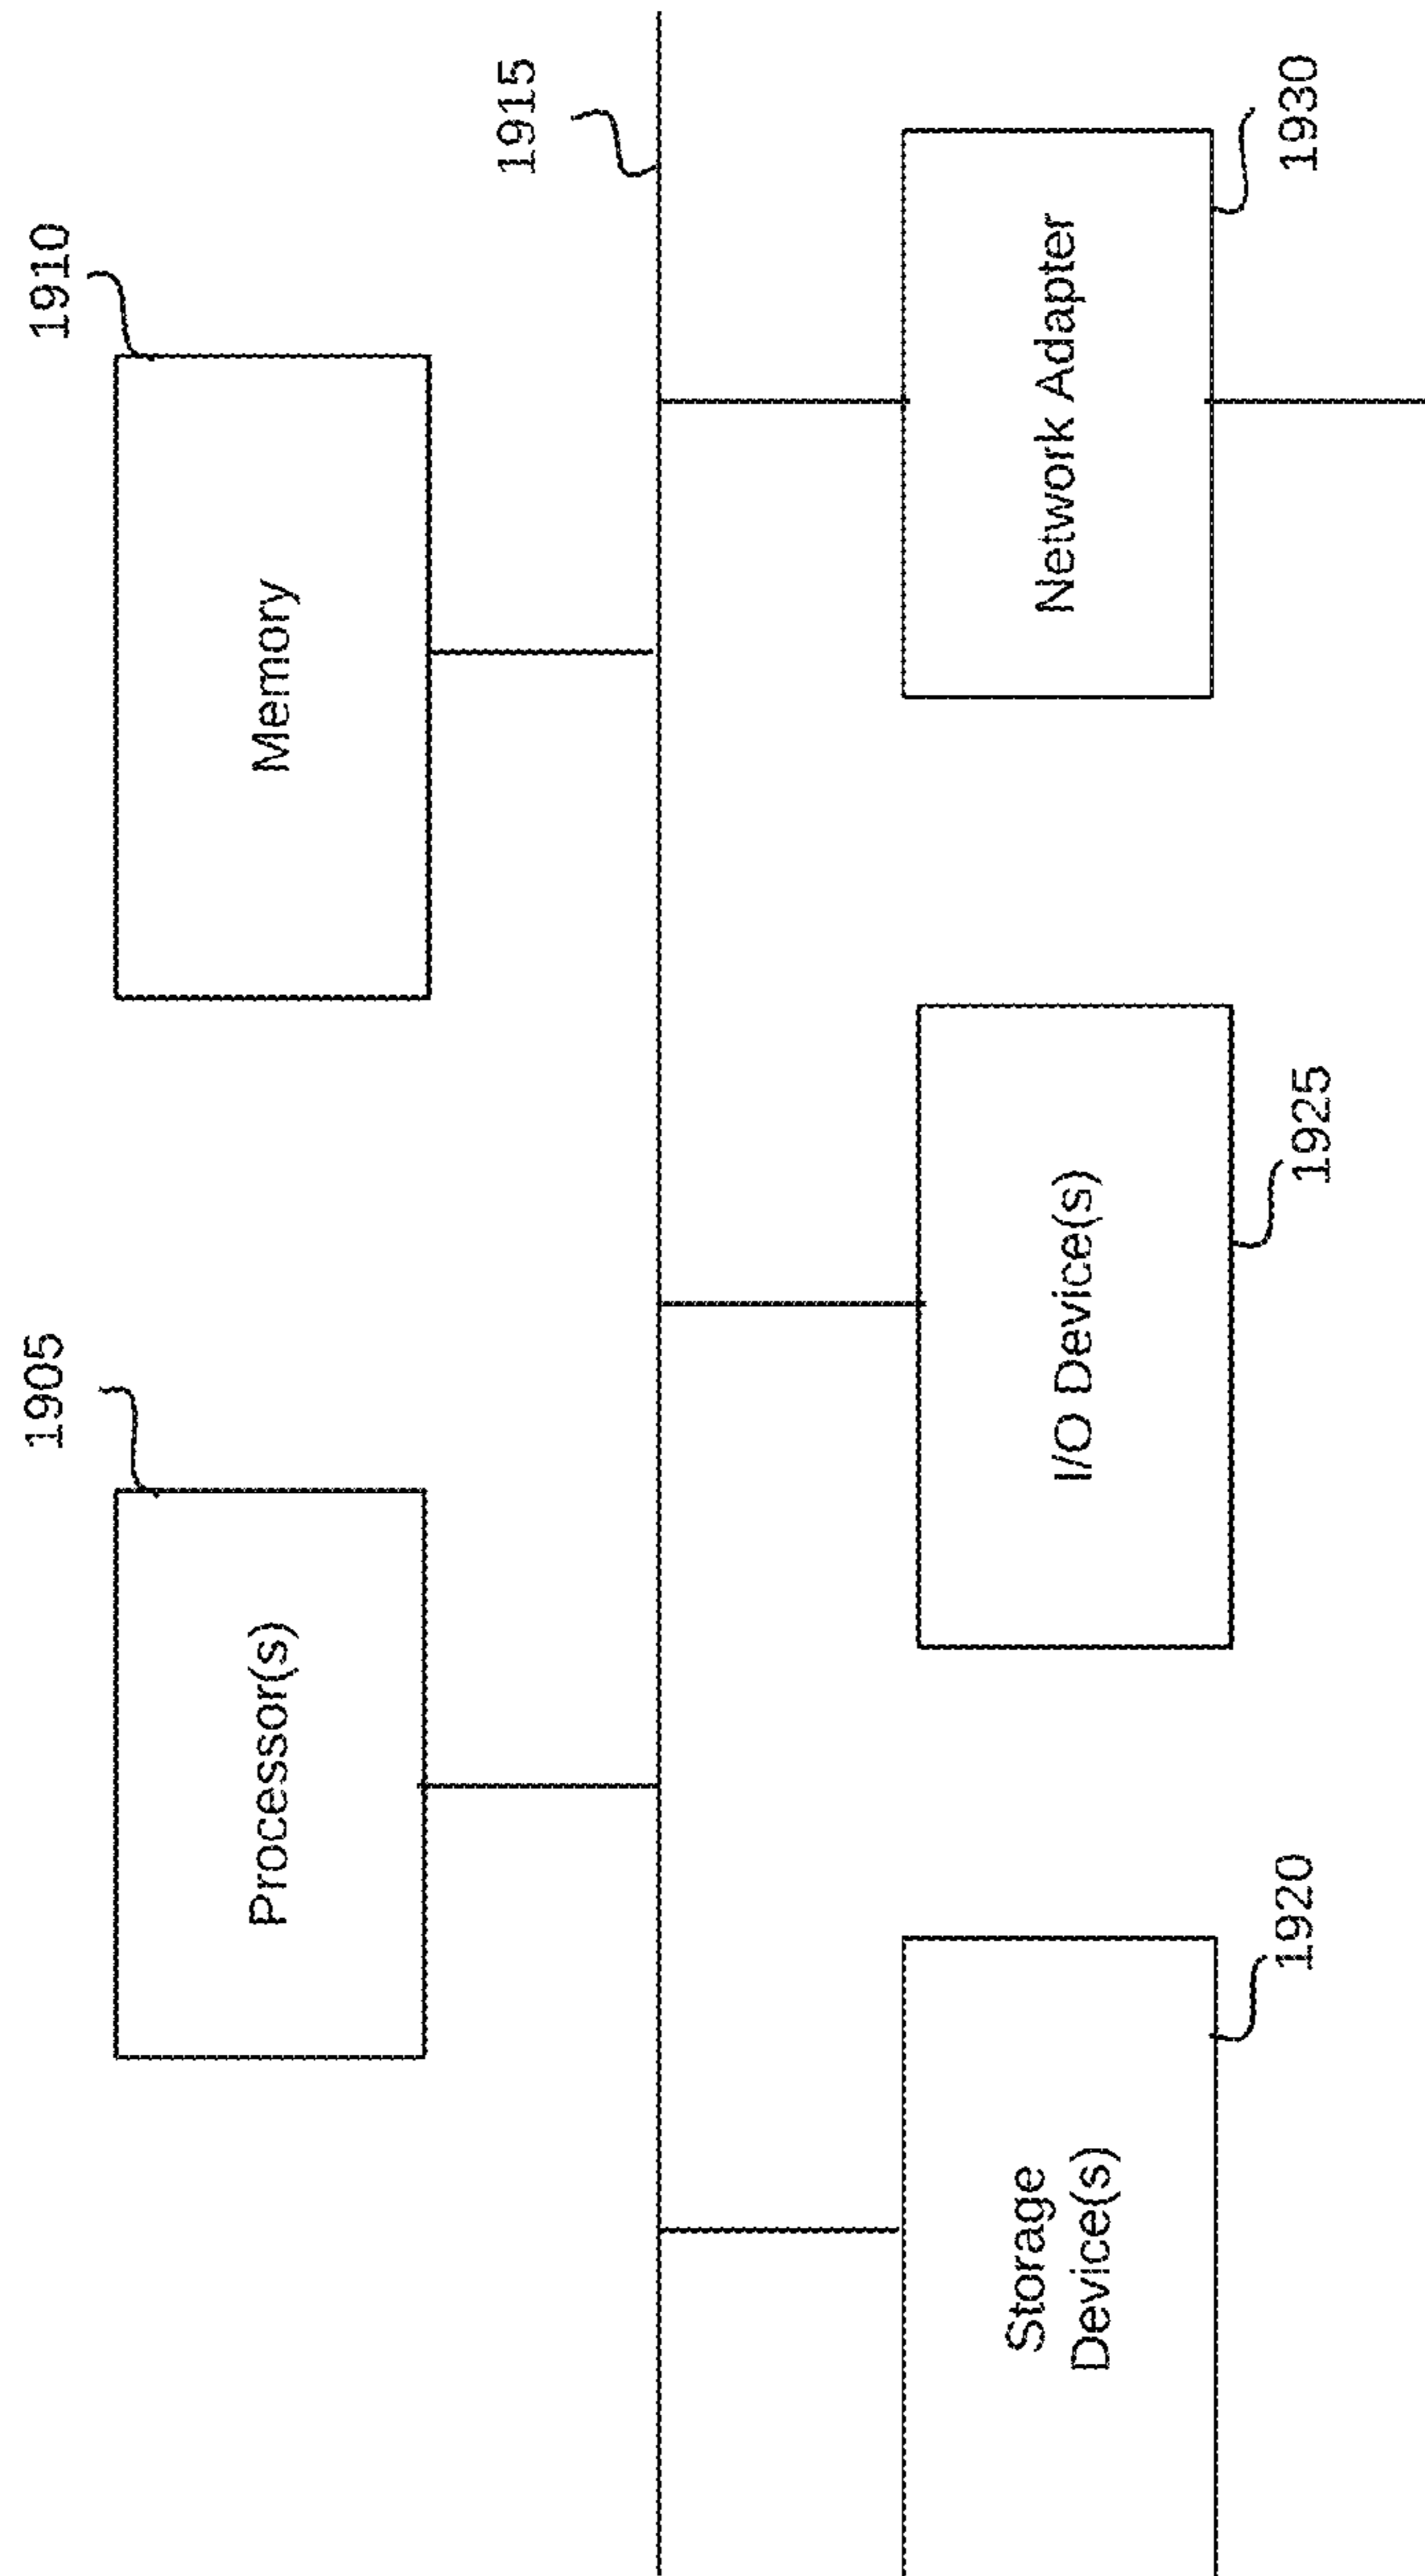 1905
Processor(s)
1910
Memory
1915
Storage
Device(s)
1920
I/O Device(s)
1925
Network Adapter
1930